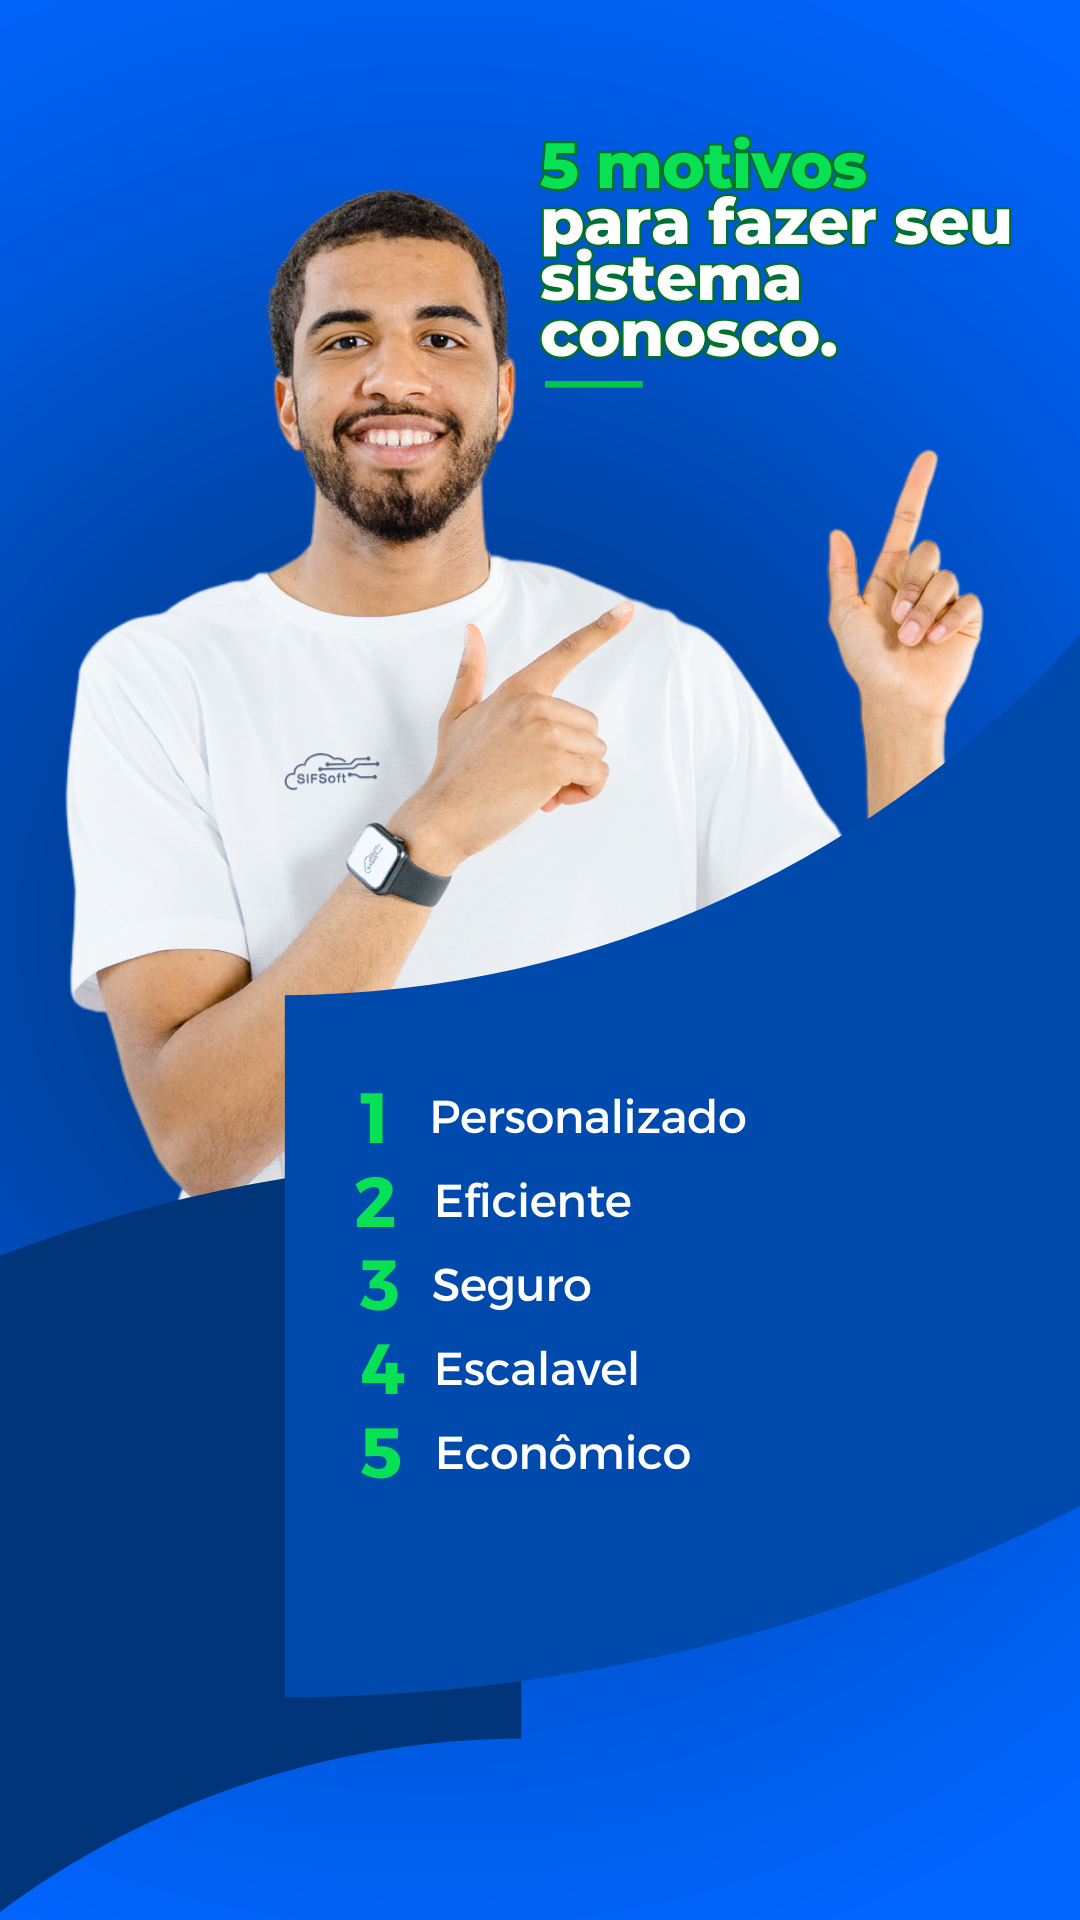 5 motivos
para fazer seu
sistema
conosco.
SIFSoft
1 Personalizado
2 Eficiente
3 Seguro
4 Escalavel
5 Econômico